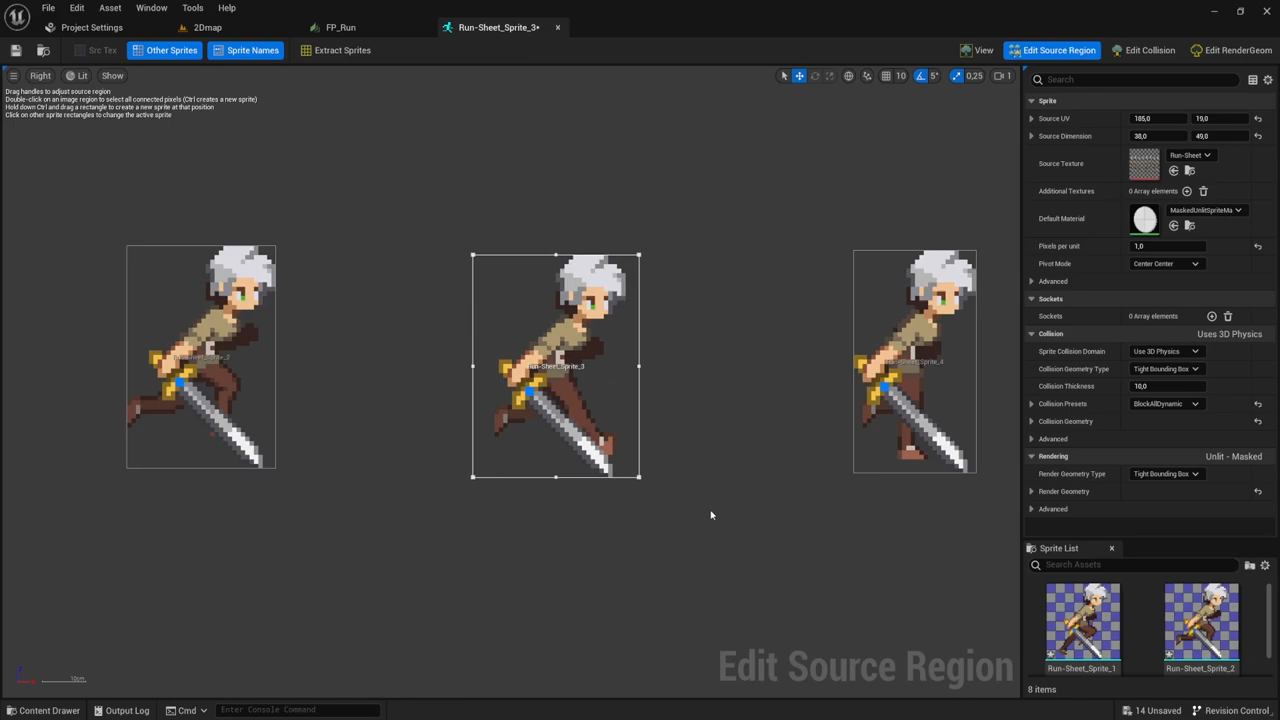 File Edit Asset Window Tools Help
Project Settings 2Dmap FP_Run Run-Sheet_Sprite_3*
Src Tex Other Sprites Sprite Names Extract Sprites View Edit Source Region Edit Collision Edit RenderGeom
Right Lit Show 10 5° 0,25 1
Drag handles to adjust source region
Double-click on an image region to select all connected pixels (Ctrl creates a new sprite)
Hold down Ctrl and drag a rectangle to create a new sprite at that position
Click on other sprite rectangles to change the active sprite
Run-Sheet_Sprite_2
Run-Sheet_Sprite_3
Run-Sheet_Sprite_4
10cm
Edit Source Region
Search
Sprite
Source UV 185,0 19,0
Source Dimension 38,0 49,0
Source Texture Run-Sheet
Additional Textures 0 Array elements
Default Material MaskedUnlitSpriteMa
Pixels per unit 1,0
Pivot Mode Center Center
Advanced
Sockets
Sockets 0 Array elements
Collision Uses 3D Physics
Sprite Collision Domain Use 3D Physics
Collision Geometry Type Tight Bounding Box
Collision Thickness 10,0
Collision Presets BlockAllDynamic
Collision Geometry
Advanced
Rendering Unlit - Masked
Render Geometry Type Tight Bounding Box
Render Geometry
Advanced
Sprite List
Search Assets
Run-Sheet_Sprite_1 Run-Sheet_Sprite_2
8 items
Content Drawer Output Log Cmd Enter Console Command 14 Unsaved Revision Control